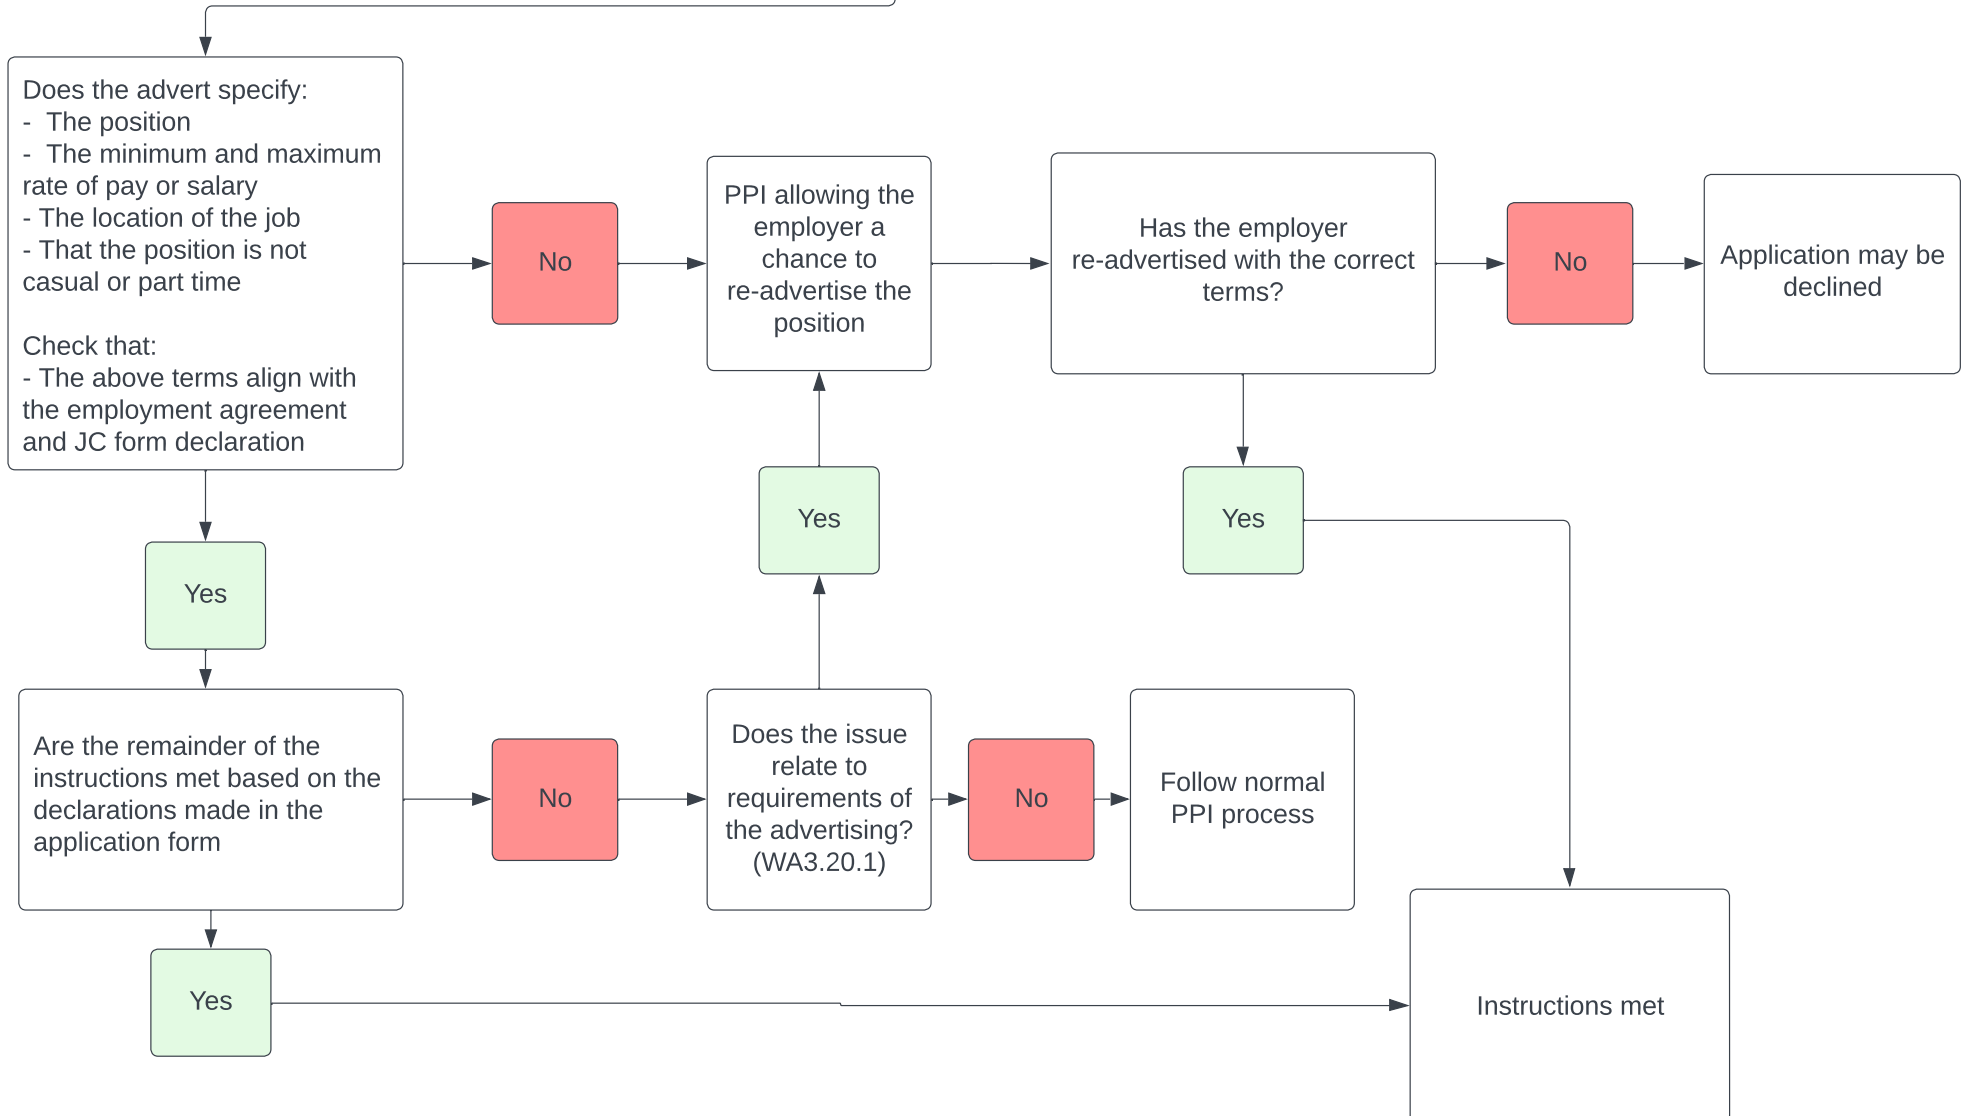 Does the advert specify:
-  The position
-  The minimum and maximum
rate of pay or salary
- The location of the job
- That the position is not
casual or part time
Check that:
- The above terms align with
the employment agreement
and JC form declaration
No
PPI allowing the
employer a
chance to
re-advertise the
position
Has the employer
re-advertised with the correct
terms?
No
Application may be
declined
Yes
Yes
Yes
Are the remainder of the
instructions met based on the
declarations made in the
application form
No
Does the issue
relate to
requirements of
the advertising?
(WA3.20.1)
No
Follow normal
PPI process
Yes
Instructions met